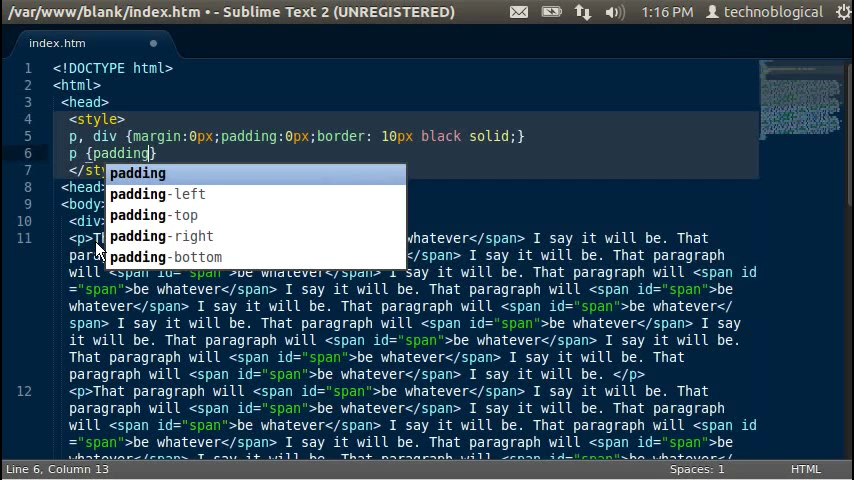 /var/www/blank/index.htm • - Sublime Text 2 (UNREGISTERED) 1:16 PM technoblogical
index.htm
1 <!DOCTYPE html>
2 <html>
3 <head>
4 <style>
5 p, div {margin:0px;padding:0px;border: 10px black solid;}
6 p {padding}
7 </sty
padding
8 <head>
padding-left
9 <body>
padding-top
10 <div>
padding-right
11 <p>Th whatever</span> I say it will be. That
padding-bottom
para
will <span id="span">be whatever</span> I say it will be. That paragraph will <span id
="span">be whatever</span> I say it will be. That paragraph will <span id="span">be
whatever</span> I say it will be. That paragraph will <span id="span">be whatever</
span> I say it will be. That paragraph will <span id="span">be whatever</span> I say
it will be. That paragraph will <span id="span">be whatever</span> I say it will be.
That paragraph will <span id="span">be whatever</span> I say it will be. That
paragraph will <span id="span">be whatever</span> I say it will be. </p>
12 <p>That paragraph will <span id="span">be whatever</span> I say it will be. That
paragraph will <span id="span">be whatever</span> I say it will be. That paragraph
will <span id="span">be whatever</span> I say it will be. That paragraph will <span id
="span">be whatever</span> I say it will be. That paragraph will <span id="span">be
whatever</span> I say it will be. That paragraph will <span id="span">be whatever</
Line 6, Column 13 Spaces: 1 HTML